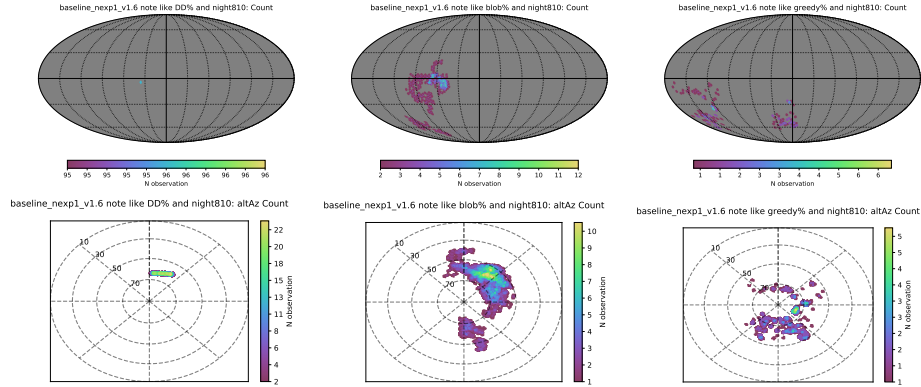 baseline_nexp1_v1.6 note like DD% and night810: Count
baseline_nexp1_v1.6 note like blob% and night810: Count
baseline_nexp1_v1.6 note like greedy% and night810: Count
95 95 95 95 96 96 96 96
N observation
2 3 4 5 6 7 8 9 10 11 12
N observation
1 1 2 3 3 4 5 5 6
N observation
baseline_nexp1_v1.6 note like DD% and night810: altAz Count
10
30
50
70
22
20
18
16
13
11
9
6
4
2
N observation
baseline_nexp1_v1.6 note like blob% and night810: altAz Count
10
30
50
70
10
9
8
7
6
5
4
3
2
1
N observation
baseline_nexp1_v1.6 note like greedy% and night810: altAz Count
10
30
50
5
5
4
4
3
3
2
2
1
1
N observation